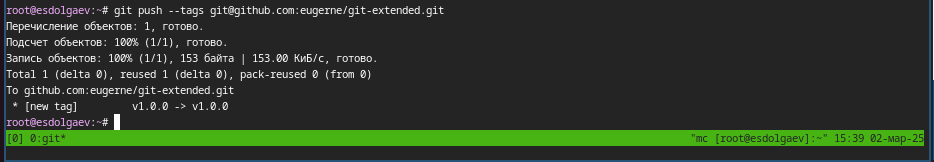 root@esdolgaev:~# git push --tags git@github.com:eugerne/git-extended.git
Перечисление объектов: 1, готово.
Подсчет объектов: 100% (1/1), готово.
Запись объектов: 100% (1/1), 153 байта | 153.00 КиБ/с, готово.
Total 1 (delta 0), reused 1 (delta 0), pack-reused 0 (from 0)
To github.com:eugerne/git-extended.git
 * [new tag]         v1.0.0 -> v1.0.0
root@esdolgaev:~#
[0] 0:git* "mc [root@esdolgaev]:~" 15:39 02-мар-25